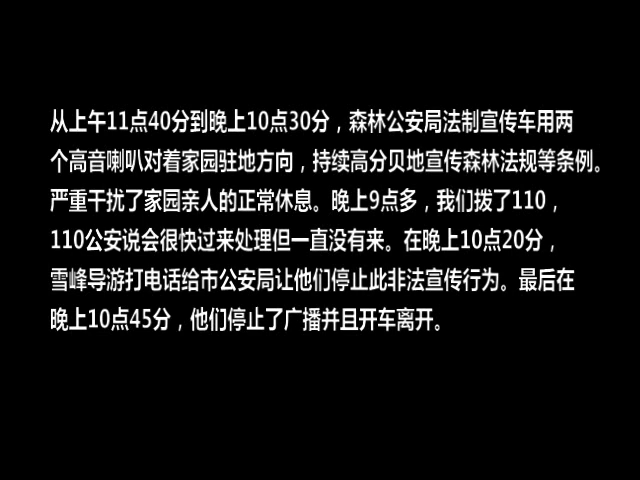 从上午11点40分到晚上10点30分，森林公安局法制宣传车用两
个高音喇叭对着家园驻地方向，持续高分贝地宣传森林法规等条例。
严重干扰了家园亲人的正常休息。晚上9点多，我们拨了110，
110公安说会很快过来处理但一直没有来。在晚上10点20分，
雪峰导游打电话给市公安局让他们停止此非法宣传行为。最后在
晚上10点45分，他们停止了广播并且开车离开。